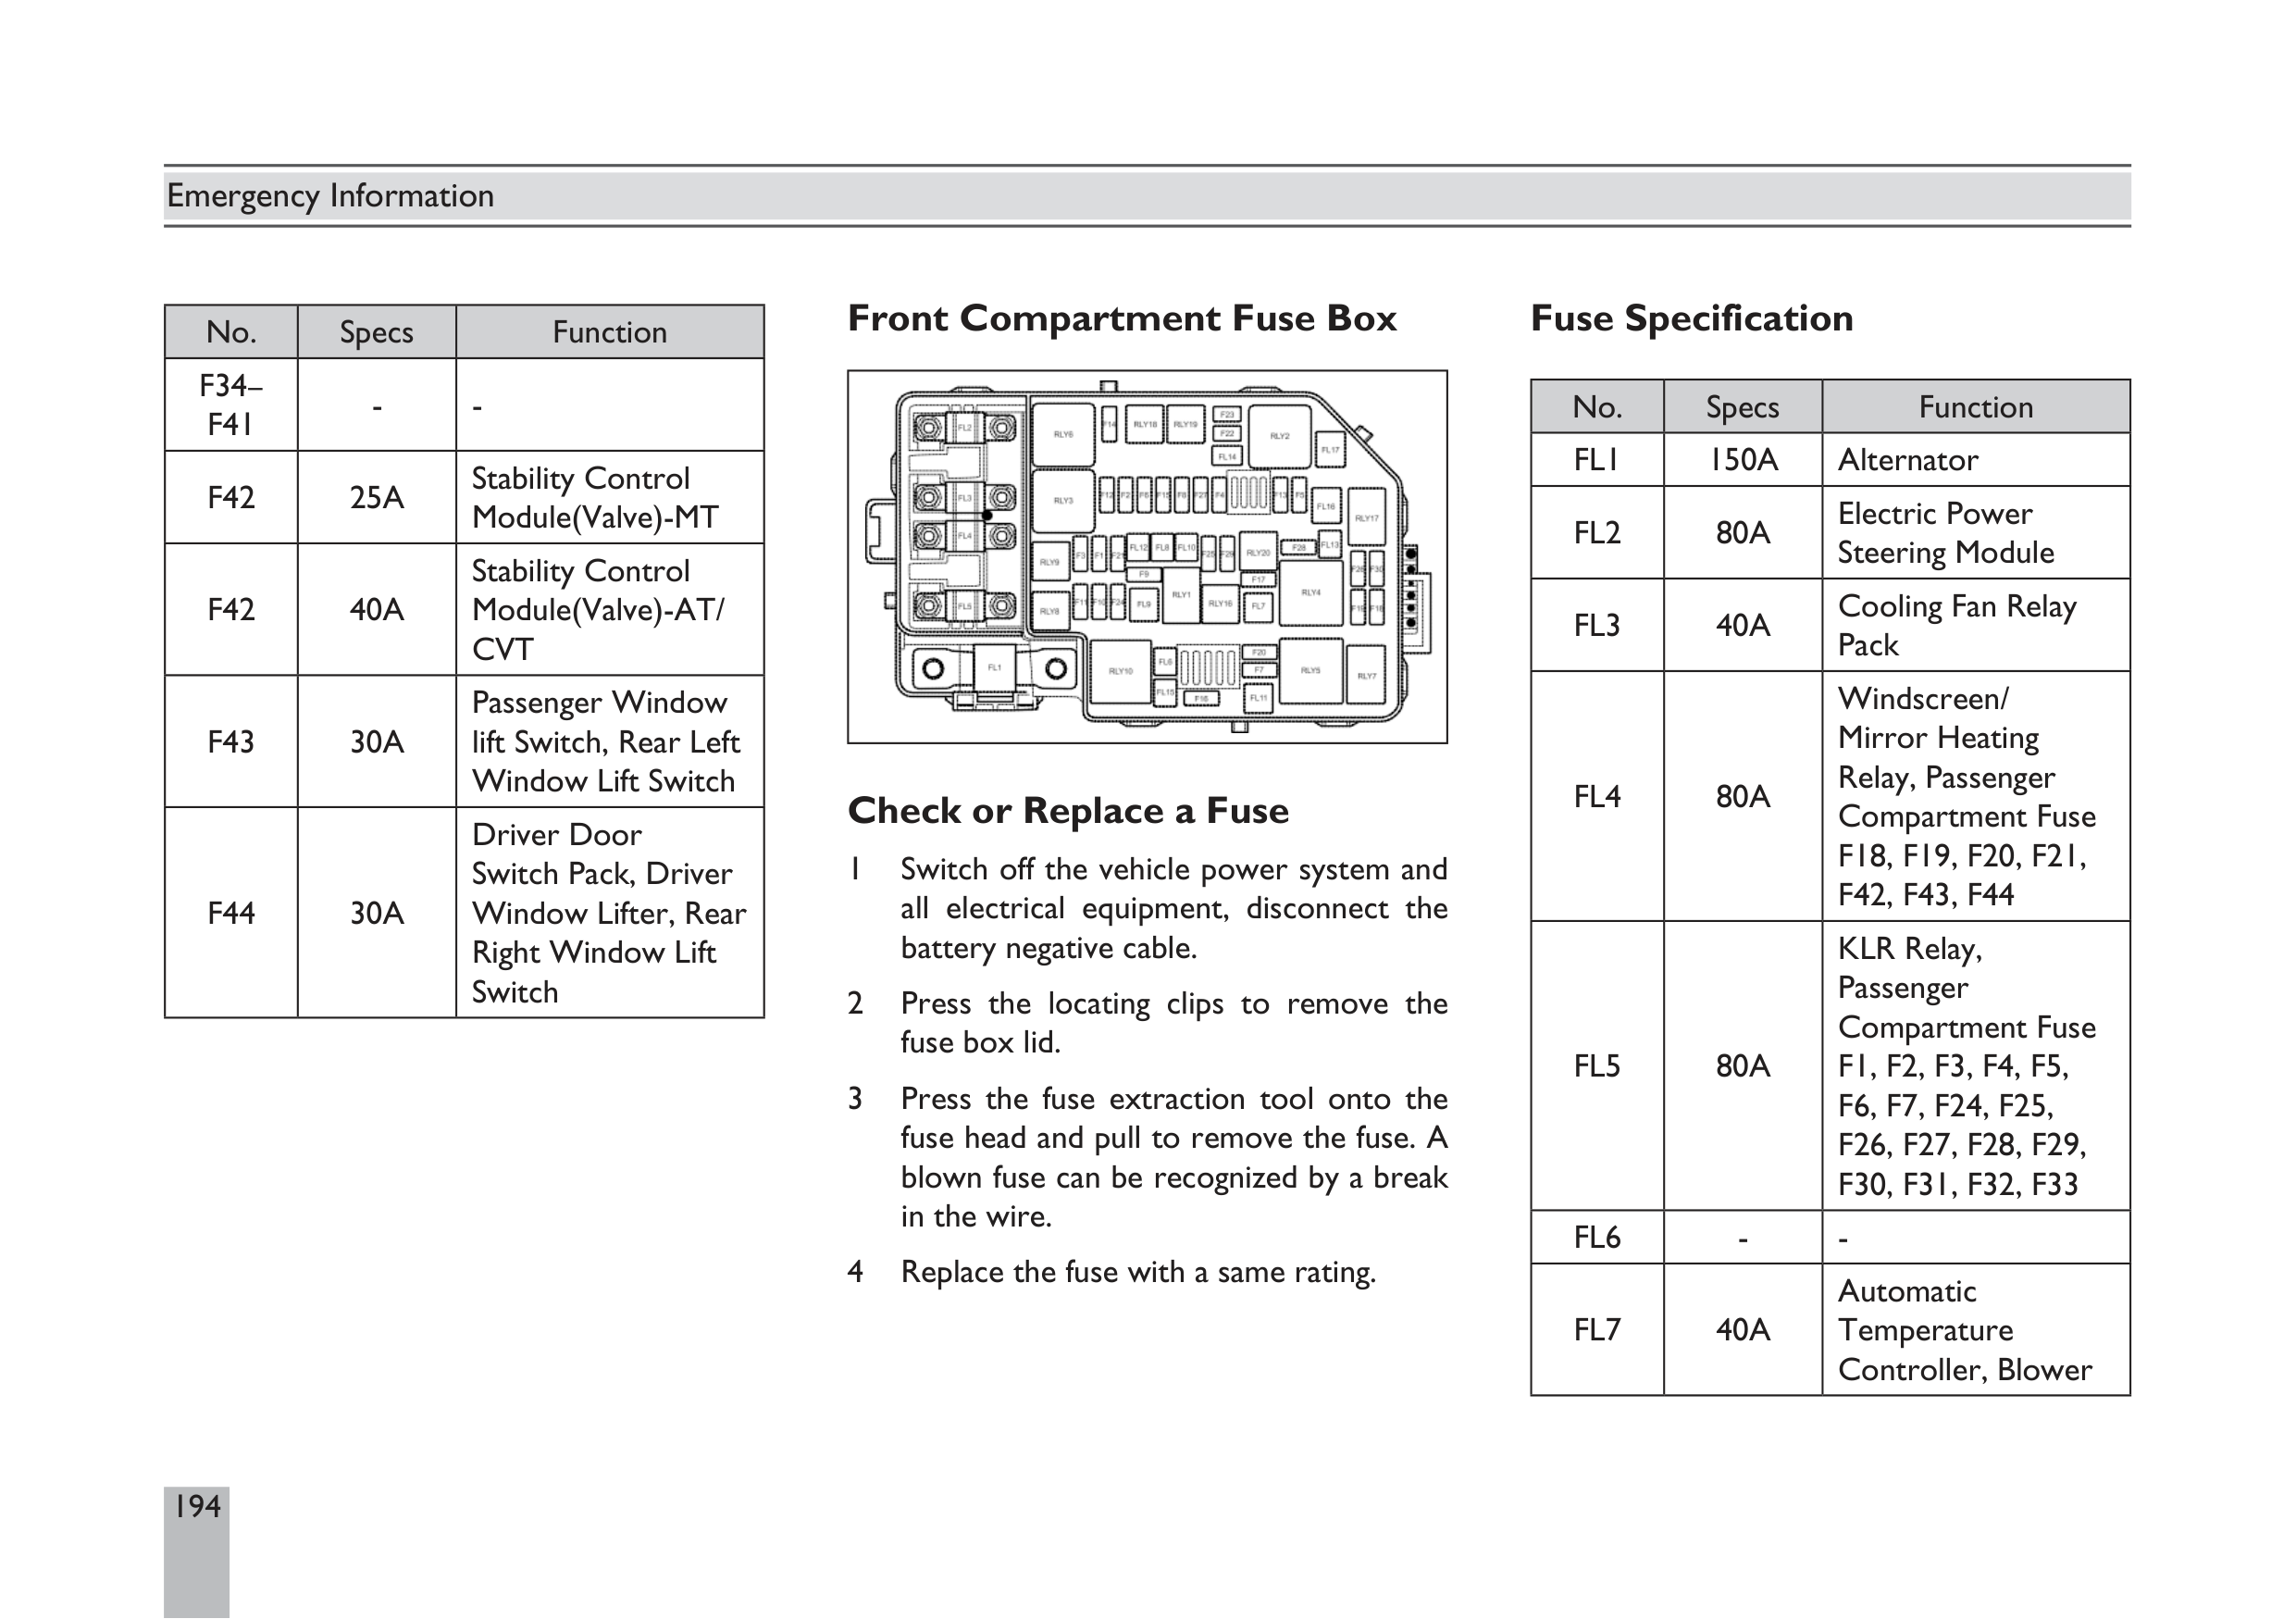 Emergency Information
No. Specs Function
F34–
F41 - -
F42 25A Stability Control
Module(Valve)-MT
F42 40A Stability Control
Module(Valve)-AT/
CVT
F43 30A Passenger Window
lift Switch, Rear Left
Window Lift Switch
F44 30A Driver Door
Switch Pack, Driver
Window Lifter, Rear
Right Window Lift
Switch
Front Compartment Fuse Box
FL2 RLY6 F14 RLY18 RLY19 F23 F22 FL14 RLY2 FL17
FL3 RLY3 F12 F2 F6 F15 F8 F27 F4 F13 F5 FL16 RLY17
FL4 RLY9 F3 F1 FL12 FL8 FL10 F25 RLY20 F28 FL13
F9 F17 F30
FL5 RLY8 F11 F10 F24 FL9 RLY1 RLY16 FL7 RLY4 F18
FL1 RLY10 FL6 FL15 F16 F20 F7 FL11 RLY5 RLY7
Check or Replace a Fuse
1 Switch off the vehicle power system and
all electrical equipment, disconnect the
battery negative cable.
2 Press the locating clips to remove the
fuse box lid.
3 Press the fuse extraction tool onto the
fuse head and pull to remove the fuse. A
blown fuse can be recognized by a break
in the wire.
4 Replace the fuse with a same rating.
Fuse Specification
No. Specs Function
FL1 150A Alternator
FL2 80A Electric Power
Steering Module
FL3 40A Cooling Fan Relay
Pack
FL4 80A Windscreen/
Mirror Heating
Relay, Passenger
Compartment Fuse
F18, F19, F20, F21,
F42, F43, F44
FL5 80A KLR Relay,
Passenger
Compartment Fuse
F1, F2, F3, F4, F5,
F6, F7, F24, F25,
F26, F27, F28, F29,
F30, F31, F32, F33
FL6 - -
FL7 40A Automatic
Temperature
Controller, Blower
194